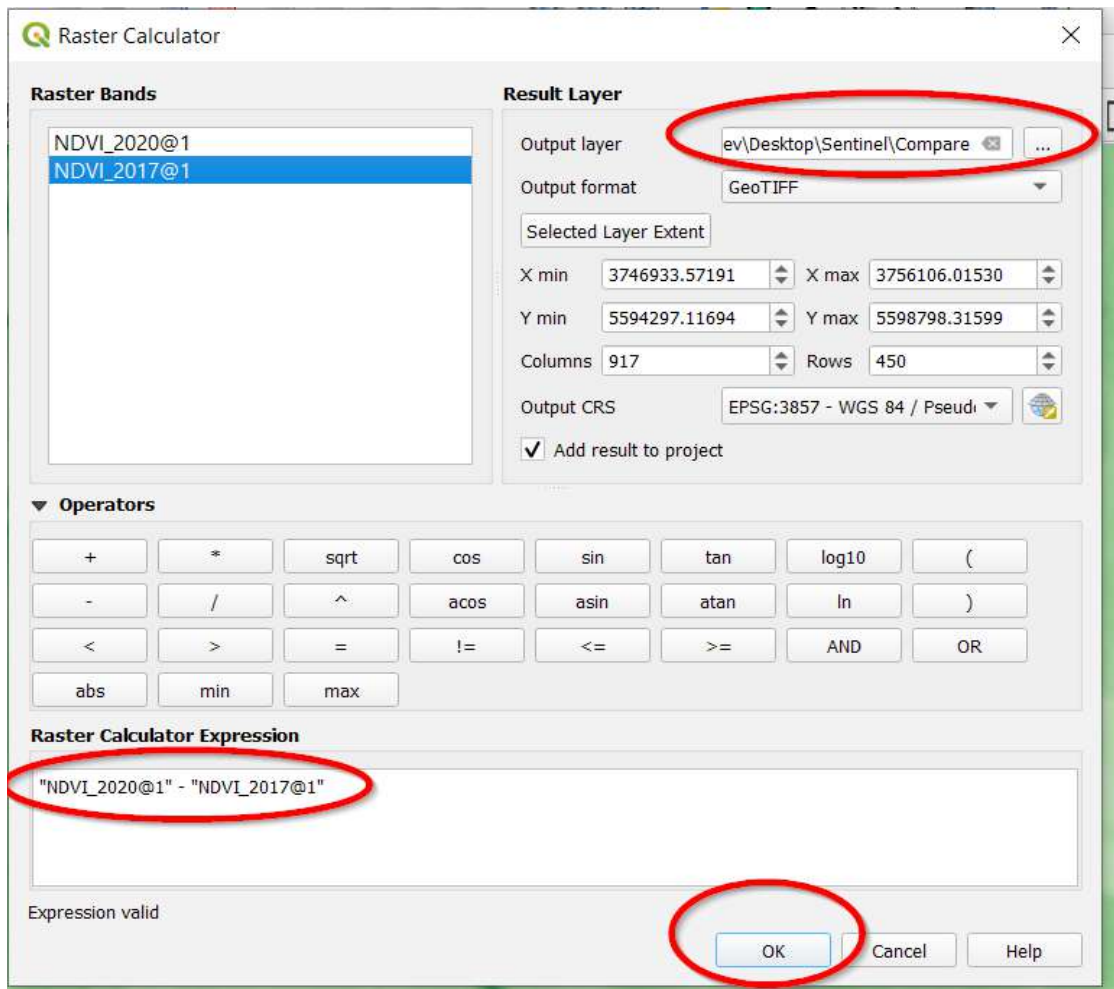 Raster Calculator
Raster Bands
NDVI_2020@1
NDVI_2017@1
Result Layer
Output layer ev\Desktop\Sentinel\Compare ...
Output format GeoTIFF
Selected Layer Extent
X min 3746933.57191 X max 3756106.01530
Y min 5594297.11694 Y max 5598798.31599
Columns 917 Rows 450
Output CRS EPSG:3857 - WGS 84 / Pseud
Add result to project
Operators
+ * sqrt cos sin tan log10 (
- / ^ acos asin atan ln )
< > = != <= >= AND OR
abs min max
Raster Calculator Expression
"NDVI_2020@1" - "NDVI_2017@1"
Expression valid
OK Cancel Help